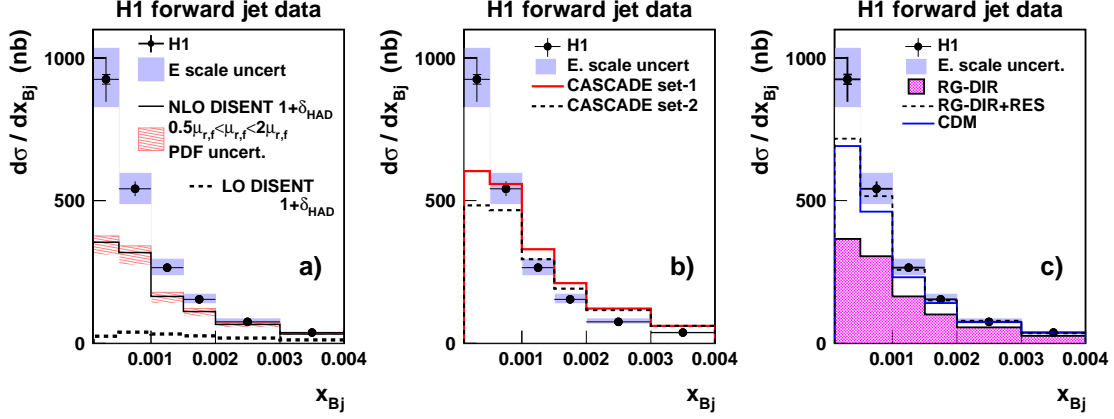 H1 forward jet data
dσ / dx_Bj (nb)
1000
500
0
H1
E scale uncert
NLO DISENT 1+δ_HAD
0.5μ_r,f<μ_r,f<2μ_r,f
PDF uncert.
LO DISENT
1+δ_HAD
a)
0.001 0.002 0.003 0.004
x_Bj
H1 forward jet data
dσ / dx_Bj (nb)
1000
500
0
H1
E. scale uncert
CASCADE set-1
CASCADE set-2
b)
0.001 0.002 0.003 0.004
x_Bj
H1 forward jet data
dσ / dx_Bj (nb)
1000
500
0
H1
E. scale uncert.
RG-DIR
RG-DIR+RES
CDM
c)
0.001 0.002 0.003 0.004
x_Bj